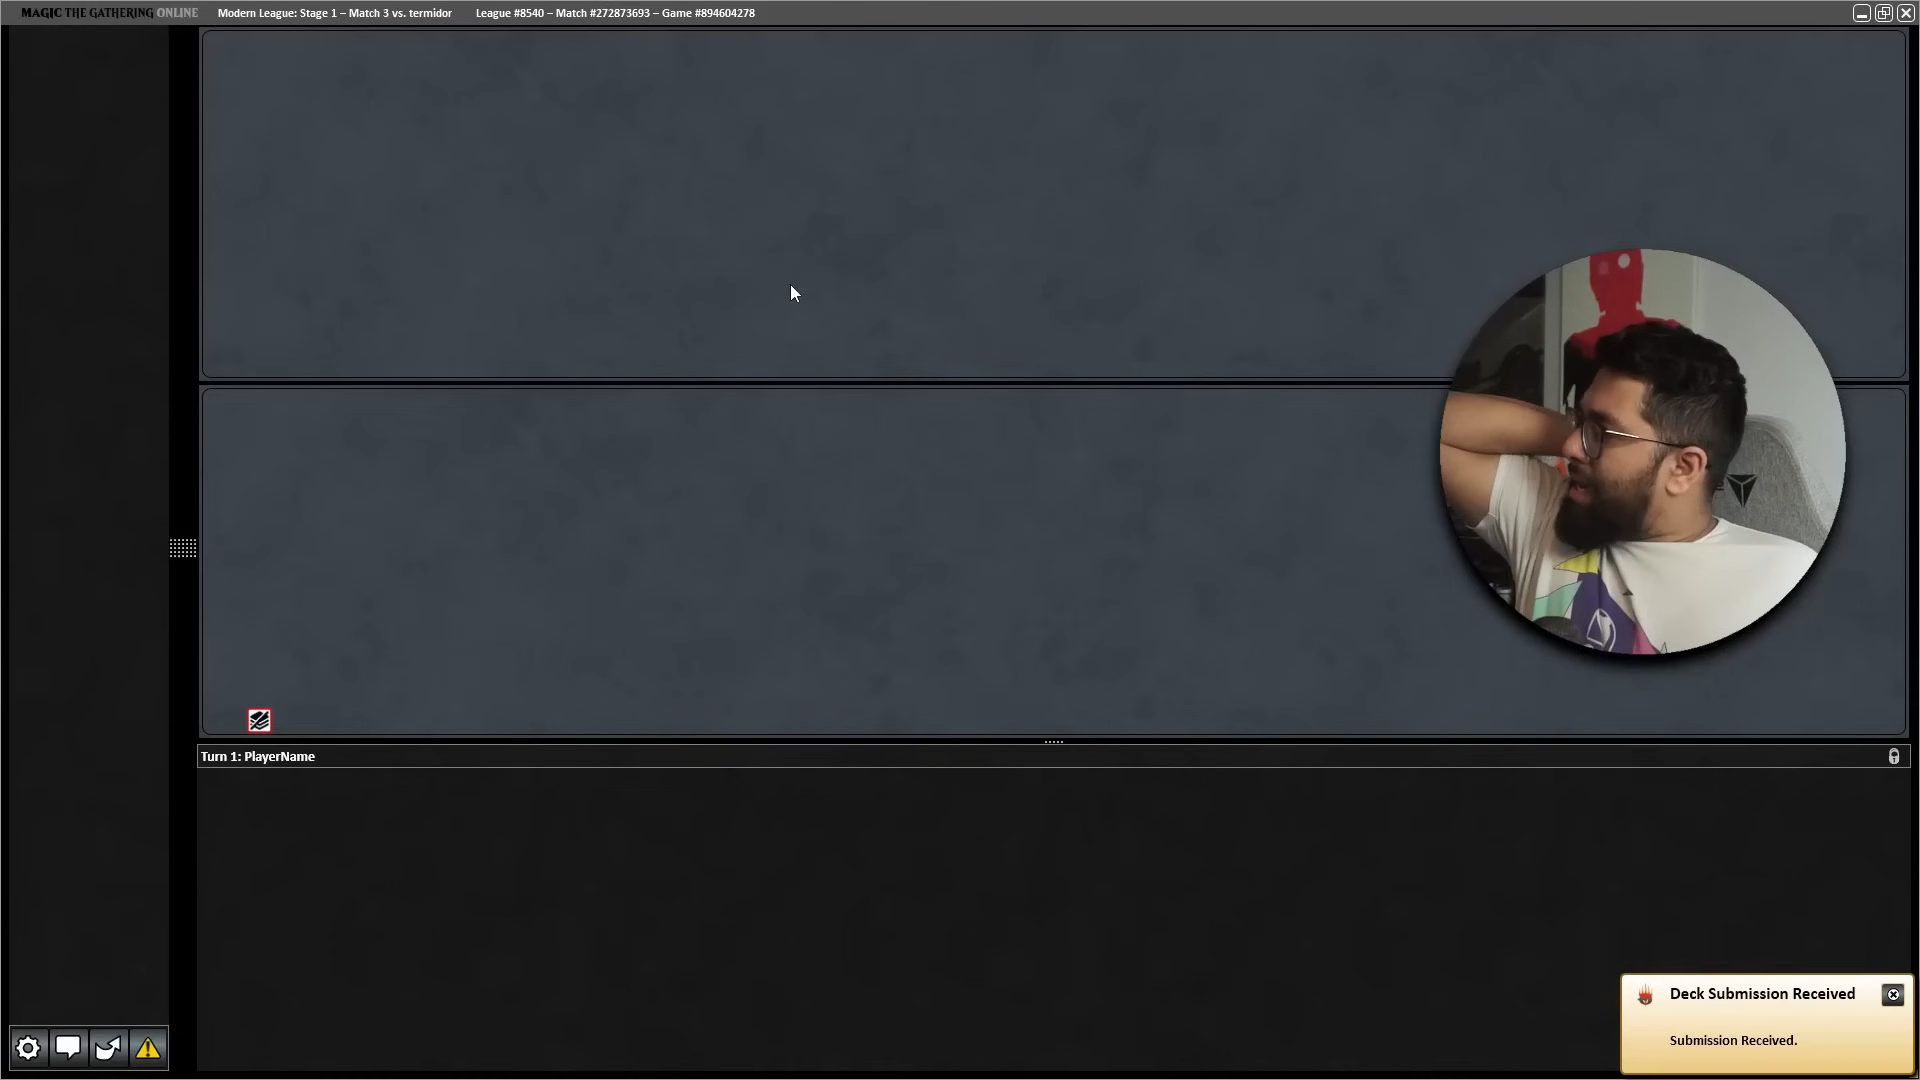 MAGIC THE GATHERING ONLINE
Modern League: Stage 1 – Match 3 vs. termidor
League #8540 – Match #272873693 – Game #894604278
Turn 1: PlayerName
Deck Submission Received
Submission Received.